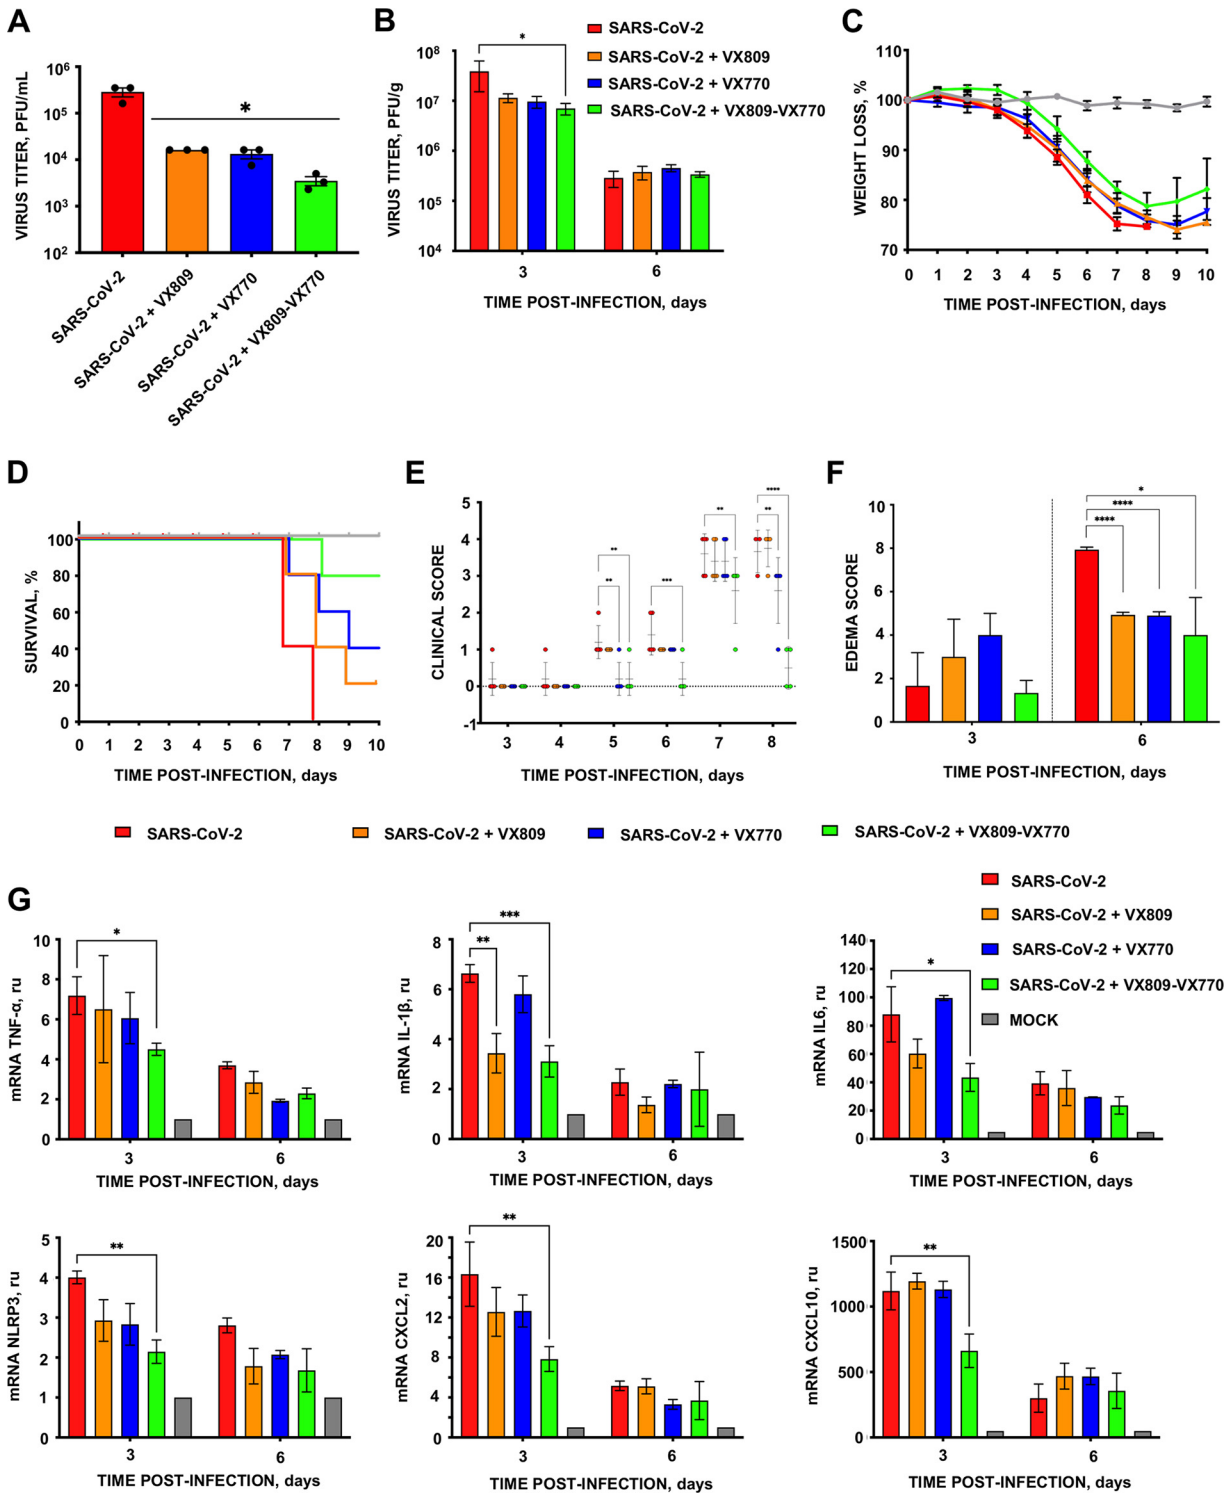 A
VIRUS TITER, PFU/mL
10⁶
10⁵
10⁴
10³
10²
*
SARS-CoV-2
SARS-CoV-2 + VX809
SARS-CoV-2 + VX770
SARS-CoV-2 + VX809-VX770
B
VIRUS TITER, PFU/g
10⁸
10⁷
10⁶
10⁵
10⁴
*
3 6
TIME POST-INFECTION, days
SARS-CoV-2
SARS-CoV-2 + VX809
SARS-CoV-2 + VX770
SARS-CoV-2 + VX809-VX770
C
WEIGHT LOSS, %
110
100
90
80
70
0 1 2 3 4 5 6 7 8 9 10
TIME POST-INFECTION, days
D
SURVIVAL, %
100
80
60
40
20
0
0 1 2 3 4 5 6 7 8 9 10
TIME POST-INFECTION, days
E
CLINICAL SCORE
5
4
3
2
1
0
-1
** ** *** ** ** ****
3 4 5 6 7 8
TIME POST-INFECTION, days
F
EDEMA SCORE
10
8
6
4
2
0
*
****
****
3 6
TIME POST-INFECTION, days
SARS-CoV-2 SARS-CoV-2 + VX809 SARS-CoV-2 + VX770 SARS-CoV-2 + VX809-VX770
G
SARS-CoV-2
SARS-CoV-2 + VX809
SARS-CoV-2 + VX770
SARS-CoV-2 + VX809-VX770
MOCK
mRNA TNF-α, ru
10
8
6
4
2
0
*
3 6
TIME POST-INFECTION, days
mRNA IL-1β, ru
8
6
4
2
0
***
**
3 6
TIME POST-INFECTION, days
mRNA IL6, ru
140
120
100
80
60
40
20
0
*
3 6
TIME POST-INFECTION, days
mRNA NLRP3, ru
5
4
3
2
1
0
**
3 6
TIME POST-INFECTION, days
mRNA CXCL2, ru
20
16
12
8
4
0
**
3 6
TIME POST-INFECTION, days
mRNA CXCL10, ru
1500
1000
500
0
**
3 6
TIME POST-INFECTION, days